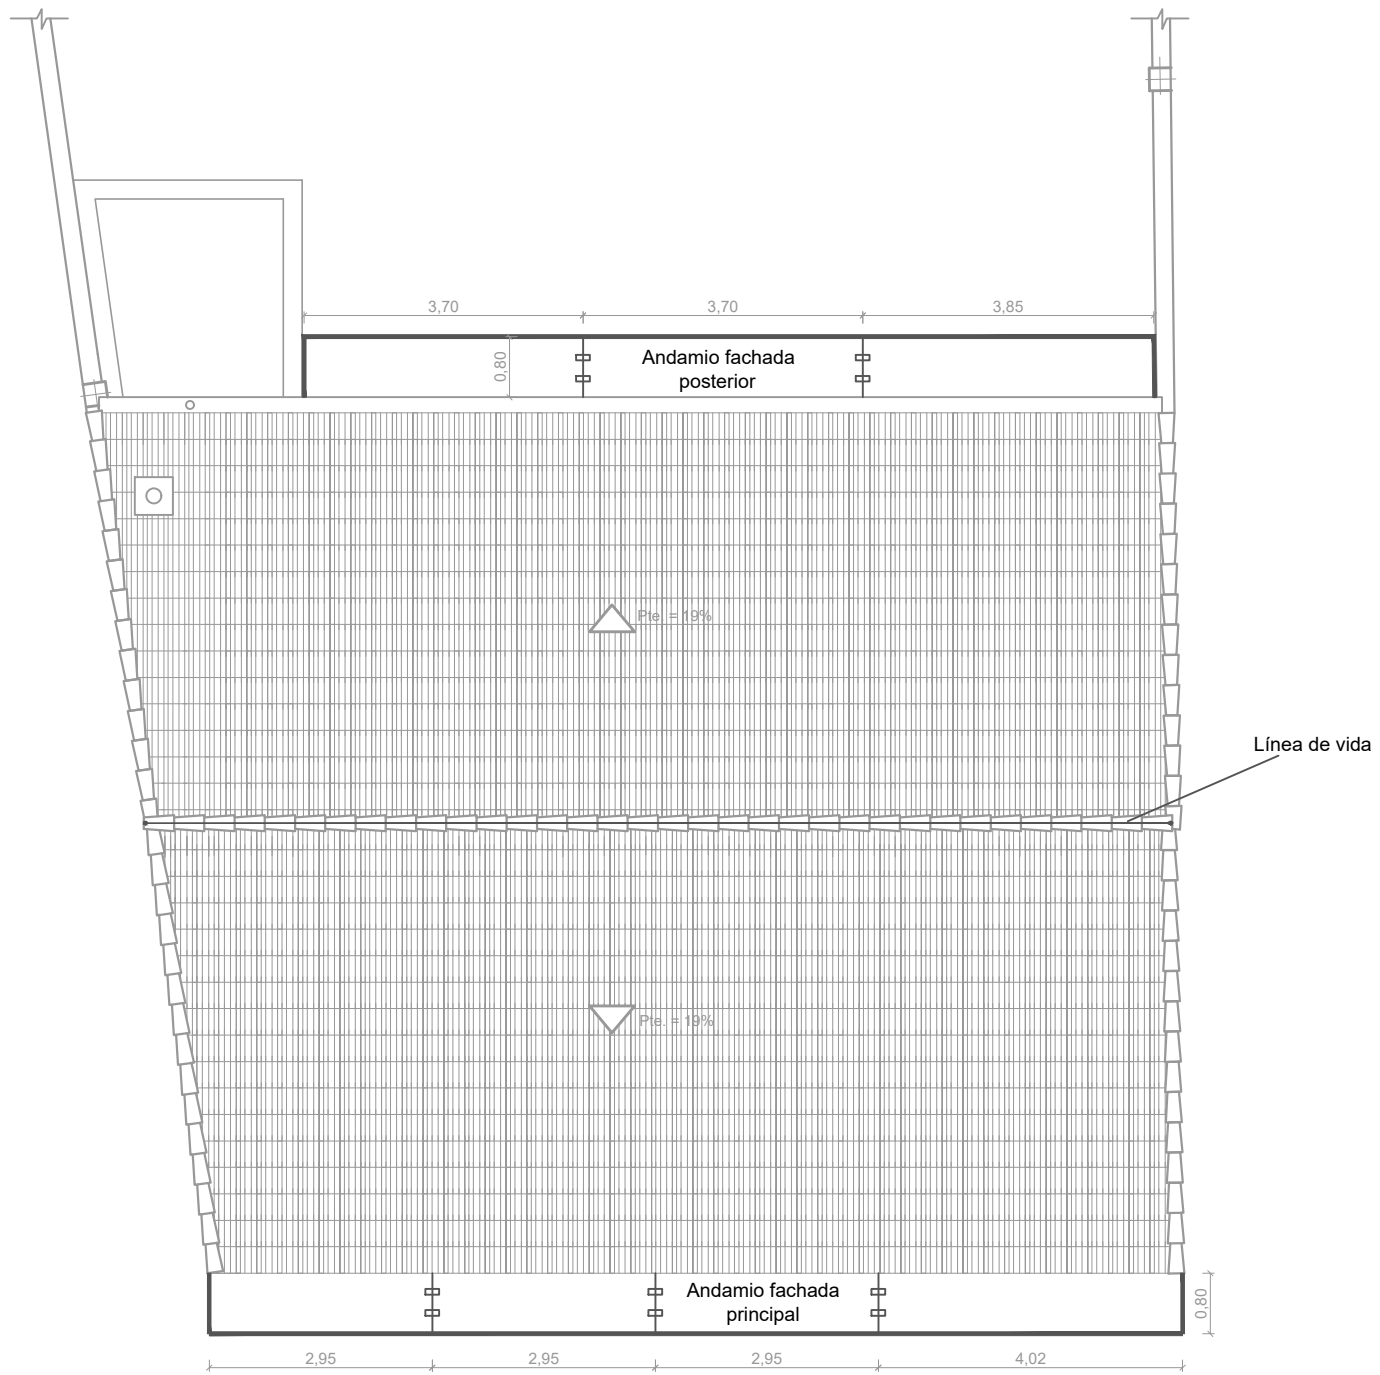 3,70
3,70
3,85
0,80
Andamio fachada
posterior
Pte. = 19%
Línea de vida
Pte. = 19%
Andamio fachada
principal
0,80
2,95
2,95
2,95
4,02